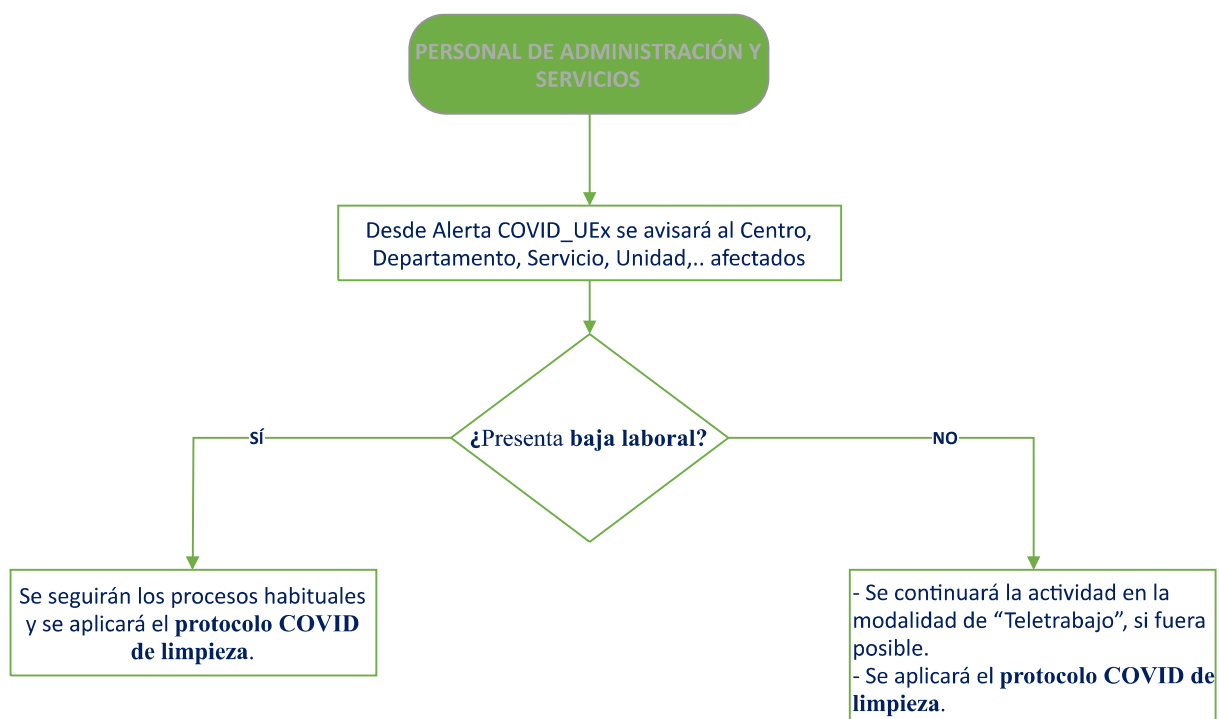 PERSONAL DE ADMINISTRACIÓN Y
SERVICIOS
Desde Alerta COVID_UEx se avisará al Centro,
Departamento, Servicio, Unidad,.. afectados
¿Presenta baja laboral?
SÍ
NO
Se seguirán los procesos habituales
y se aplicará el protocolo COVID
de limpieza.
- Se continuará la actividad en la
modalidad de “Teletrabajo”, si fuera
posible.
- Se aplicará el protocolo COVID de
limpieza.